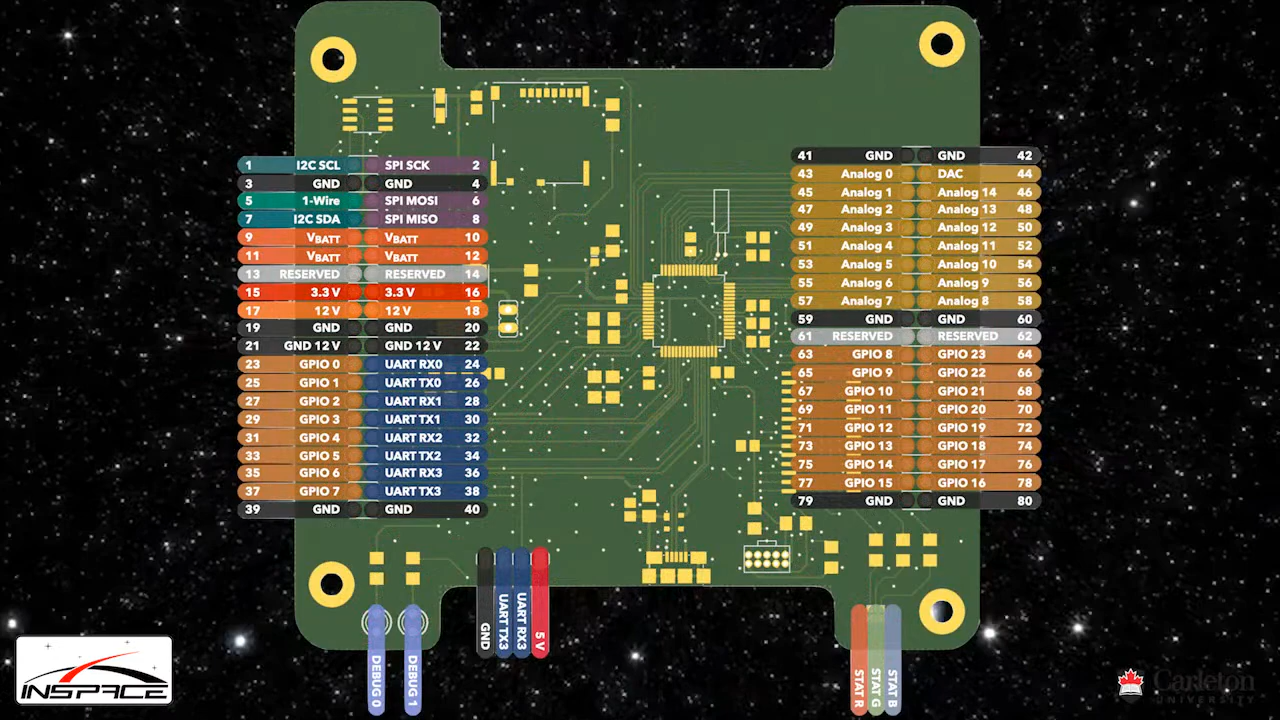 1 I2C SCL SPI SCK 2
3 GND GND 4
5 1-Wire SPI MOSI 6
7 I2C SDA SPI MISO 8
9 VBATT VBATT 10
11 VBATT VBATT 12
13 RESERVED RESERVED 14
15 3.3 V 3.3 V 16
17 12 V 12 V 18
19 GND GND 20
21 GND 12 V GND 12 V 22
23 GPIO 0 UART RX0 24
25 GPIO 1 UART TX0 26
27 GPIO 2 UART RX1 28
29 GPIO 3 UART TX1 30
31 GPIO 4 UART RX2 32
33 GPIO 5 UART TX2 34
35 GPIO 6 UART RX3 36
37 GPIO 7 UART TX3 38
39 GND GND 40
41 GND GND 42
43 Analog 0 DAC 44
45 Analog 1 Analog 14 46
47 Analog 2 Analog 13 48
49 Analog 3 Analog 12 50
51 Analog 4 Analog 11 52
53 Analog 5 Analog 10 54
55 Analog 6 Analog 9 56
57 Analog 7 Analog 8 58
59 GND GND 60
61 RESERVED RESERVED 62
63 GPIO 8 GPIO 23 64
65 GPIO 9 GPIO 22 66
67 GPIO 10 GPIO 21 68
69 GPIO 11 GPIO 20 70
71 GPIO 12 GPIO 19 72
73 GPIO 13 GPIO 18 74
75 GPIO 14 GPIO 17 76
77 GPIO 15 GPIO 16 78
79 GND GND 80
DEBUG 0
DEBUG 1
GND
UART TX3
UART RX3
5 V
STAT R
STAT G
STAT B
INSPACE
Carleton
UNIVERSITY